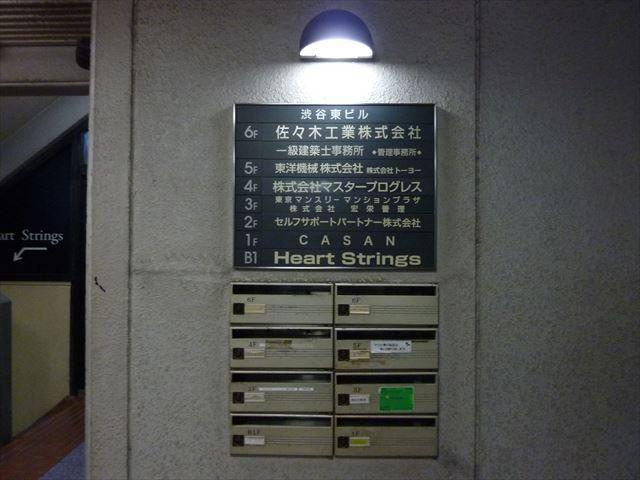 渋谷東ビル
6F 佐々木工業株式会社
一級建築士事務所 ●管理事務所●
5F 東洋機械株式会社 株式会社トーヨー
4F 株式会社マスタープログレス
3F 東京マンスリーマンションプラザ
株式会社 宏栄管理
2F セルフサポートパートナー株式会社
1F CASAN
B1 Heart Strings
art Strings
6F 6F
4F 5F
2F 3F
B1F 1F